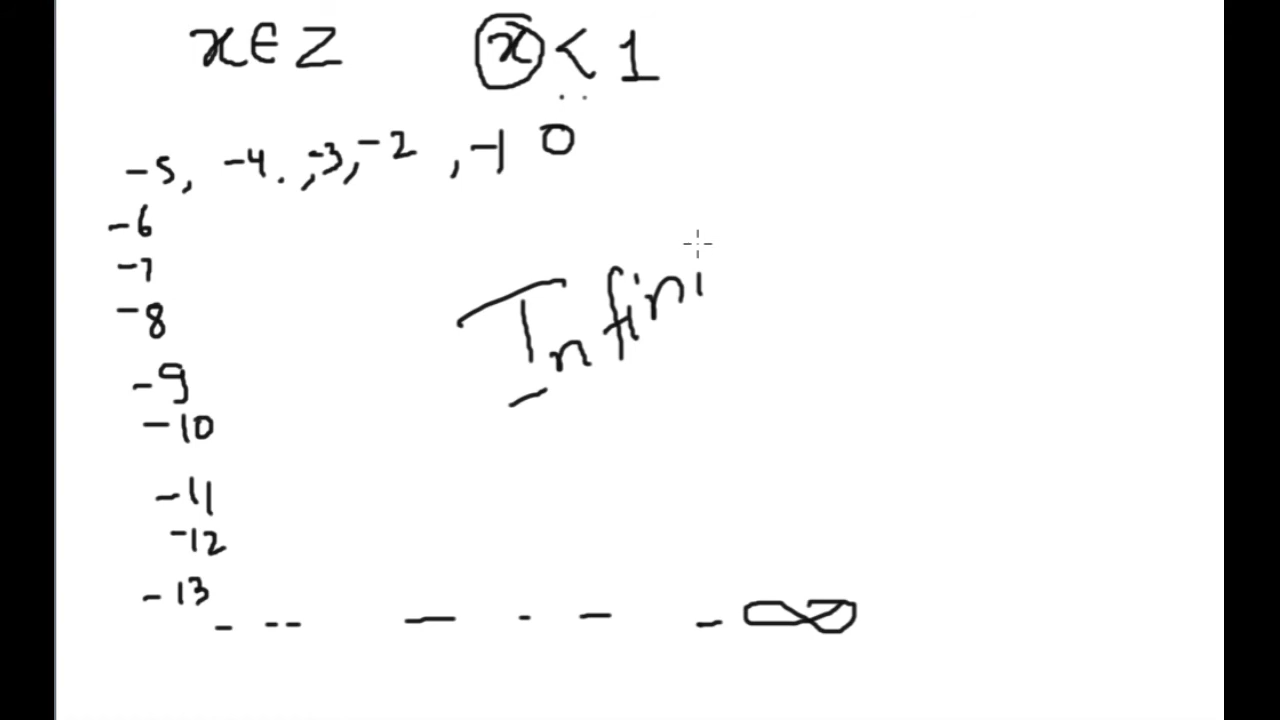 x∈Z x < 1
-5, -4. , -3, -2 , -1 0
-6
-7
-8
Infini
-9
-10
-11
-12
-13
- -- — . — - ∞